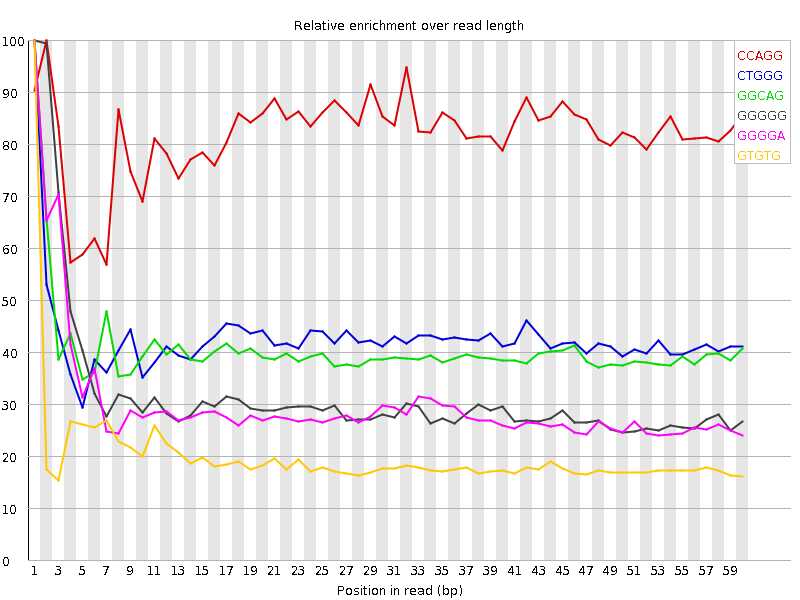 Relative enrichment over read length
100
90
80
70
60
50
40
30
20
10
0
CCAGG
CTGGG
GGCAG
GGGGG
GGGGA
GTGTG
1 3 5 7 9 11 13 15 17 19 21 23 25 27 29 31 33 35 37 39 41 43 45 47 49 51 53 55 57 59
Position in read (bp)